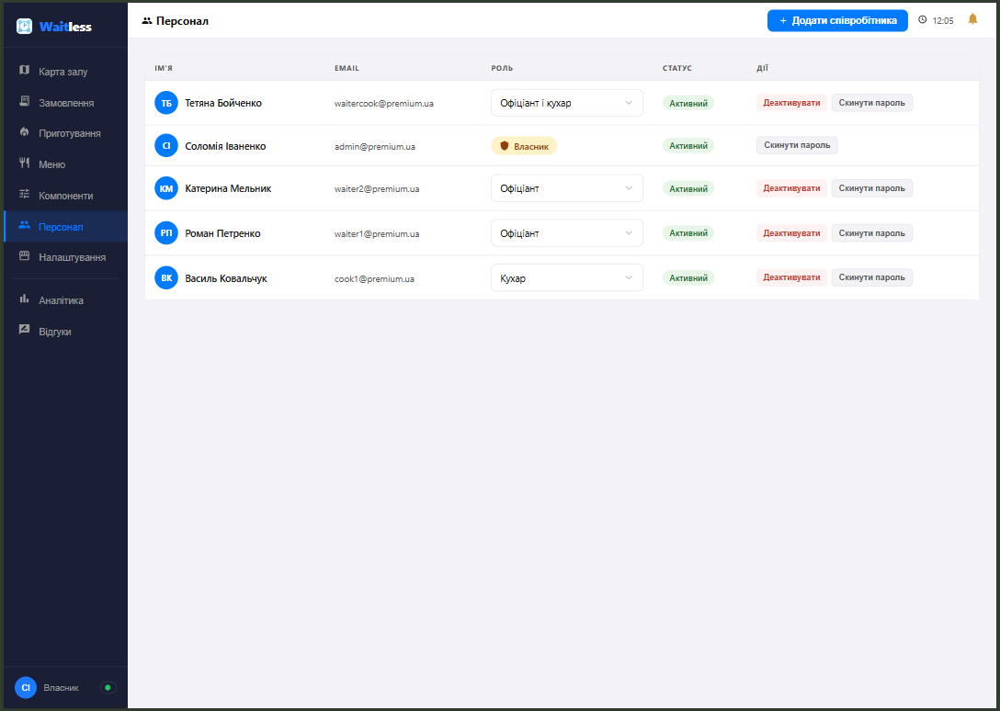 Waitless
Карта залу
Замовлення
Приготування
Меню
Компоненти
Персонал
Налаштування
Аналітика
Відгуки
СІ Власник
Персонал
+ Додати співробітника 12:05
ІМ'Я EMAIL РОЛЬ СТАТУС ДІЇ
ТБ Тетяна Бойченко waitercook@premium.ua Офіціант і кухар Активний Деактивувати Скинути пароль
СІ Соломія Іваненко admin@premium.ua Власник Активний Скинути пароль
КМ Катерина Мельник waiter2@premium.ua Офіціант Активний Деактивувати Скинути пароль
РП Роман Петренко waiter1@premium.ua Офіціант Активний Деактивувати Скинути пароль
ВК Василь Ковальчук cook1@premium.ua Кухар Активний Деактивувати Скинути пароль